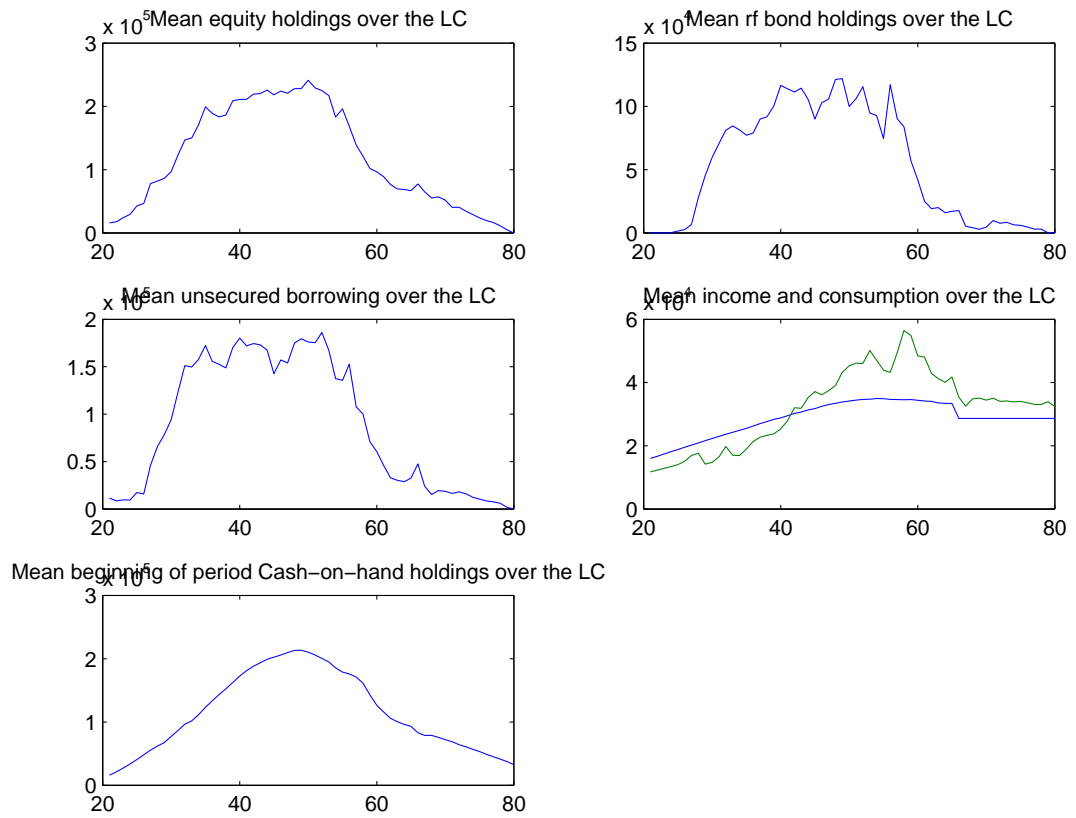 x 10^5 Mean equity holdings over the LC
3
2
1
0
20 40 60 80
x 10^4 Mean rf bond holdings over the LC
15
10
5
0
20 40 60 80
x 10^5 Mean unsecured borrowing over the LC
2
1.5
1
0.5
0
20 40 60 80
x 10^4 Mean income and consumption over the LC
6
4
2
0
20 40 60 80
x 10^5 Mean beginning of period Cash−on−hand holdings over the LC
3
2
1
0
20 40 60 80